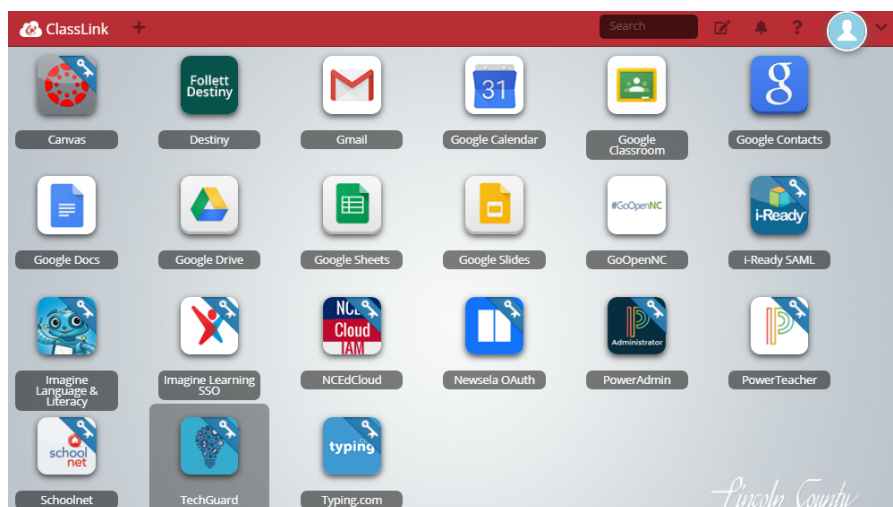 ClassLink + Search ?
Follett
Destiny
31
g
Canvas Destiny Gmail Google Calendar Google
Classroom Google Contacts
#GoOpenNC
i-Ready
Google Docs Google Drive Google Sheets Google Slides GoOpenNC i-Ready SAML
Cloud
IAM
Administrator
Imagine
Language &
Literacy
Imagine Learning
SSO
NCEdCloud Newsela OAuth PowerAdmin PowerTeacher
school
net
typing
Schoolnet TechGuard Typing.com
Lincoln County